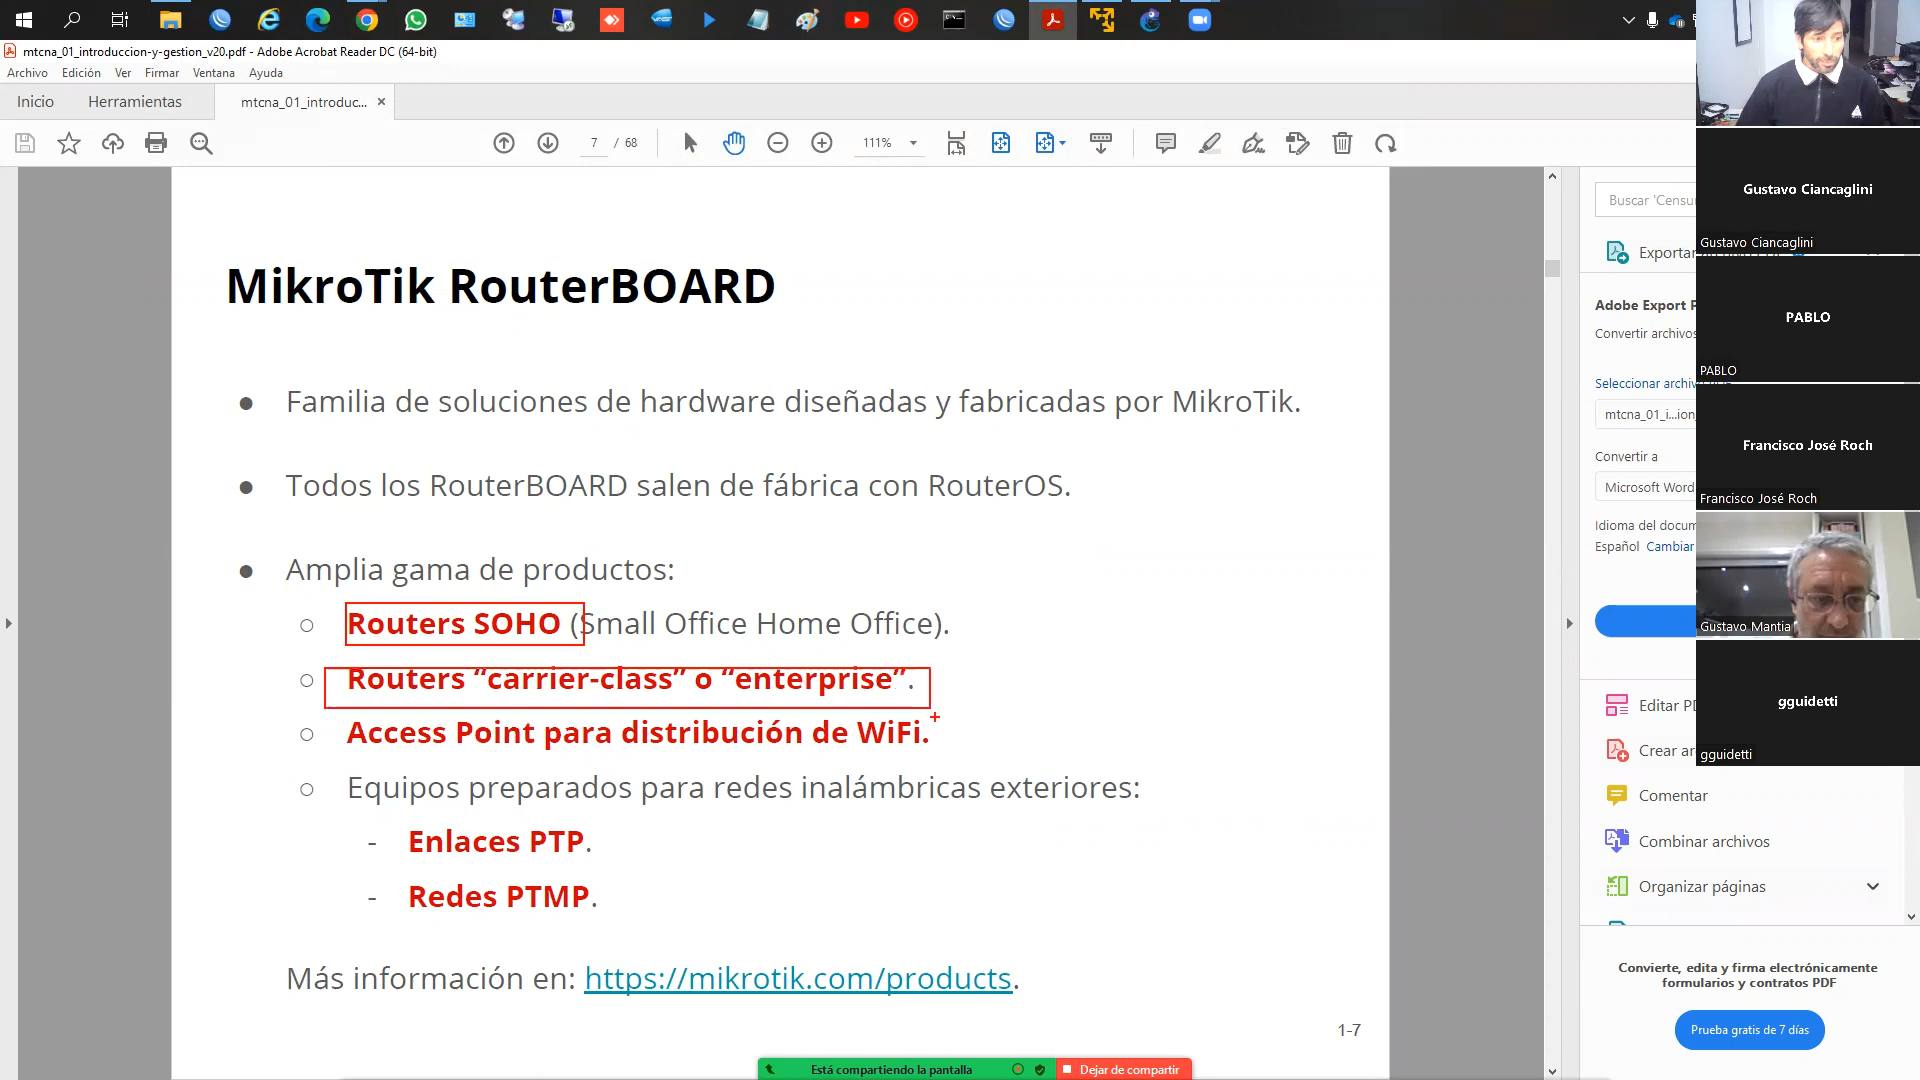 mtcna_01_introduccion-y-gestion_v20.pdf - Adobe Acrobat Reader DC (64-bit)
Archivo Edición Ver Firmar Ventana Ayuda
Inicio Herramientas mtcna_01_introduc... ×
7 / 68 111%
MikroTik RouterBOARD
● Familia de soluciones de hardware diseñadas y fabricadas por MikroTik.
● Todos los RouterBOARD salen de fábrica con RouterOS.
● Amplia gama de productos:
○ Routers SOHO (Small Office Home Office).
○ Routers “carrier-class” o “enterprise”.
○ Access Point para distribución de WiFi.
○ Equipos preparados para redes inalámbricas exteriores:
- Enlaces PTP.
- Redes PTMP.
Más información en: https://mikrotik.com/products.
1-7
Está compartiendo la pantalla
Dejar de compartir
Buscar 'Censu
Exportar
Adobe Export P
Convertir archivos
Seleccionar archiv
mtcna_01_i...ion_
Convertir a
Microsoft Word
Idioma del docum
Español Cambiar
Editar PD
Crear ar
Comentar
Combinar archivos
Organizar páginas
Convierte, edita y firma electrónicamente
formularios y contratos PDF
Prueba gratis de 7 días
Gustavo Ciancaglini
Gustavo Ciancaglini
PABLO
PABLO
Francisco José Roch
Francisco José Roch
Gustavo Mantia
gguidetti
gguidetti